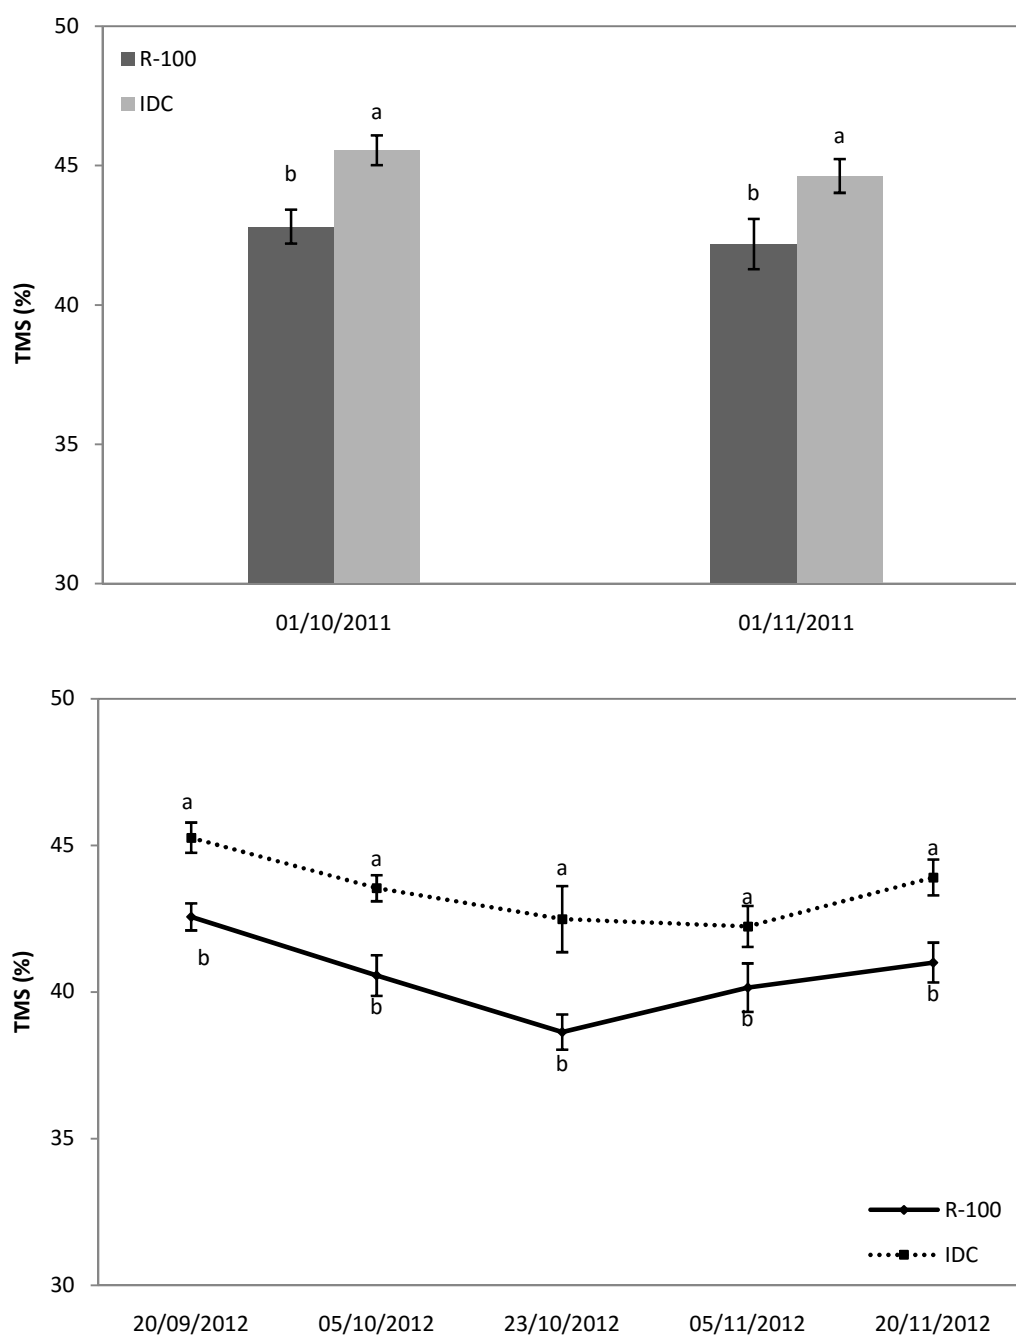 50
R-100
IDC
a
a
45
b
b
40
TMS (%)
35
30
01/10/2011
01/11/2011
50
a
a
a
a
a
45
b
b
b
b
b
40
TMS (%)
35
R-100
IDC
30
20/09/2012
05/10/2012
23/10/2012
05/11/2012
20/11/2012